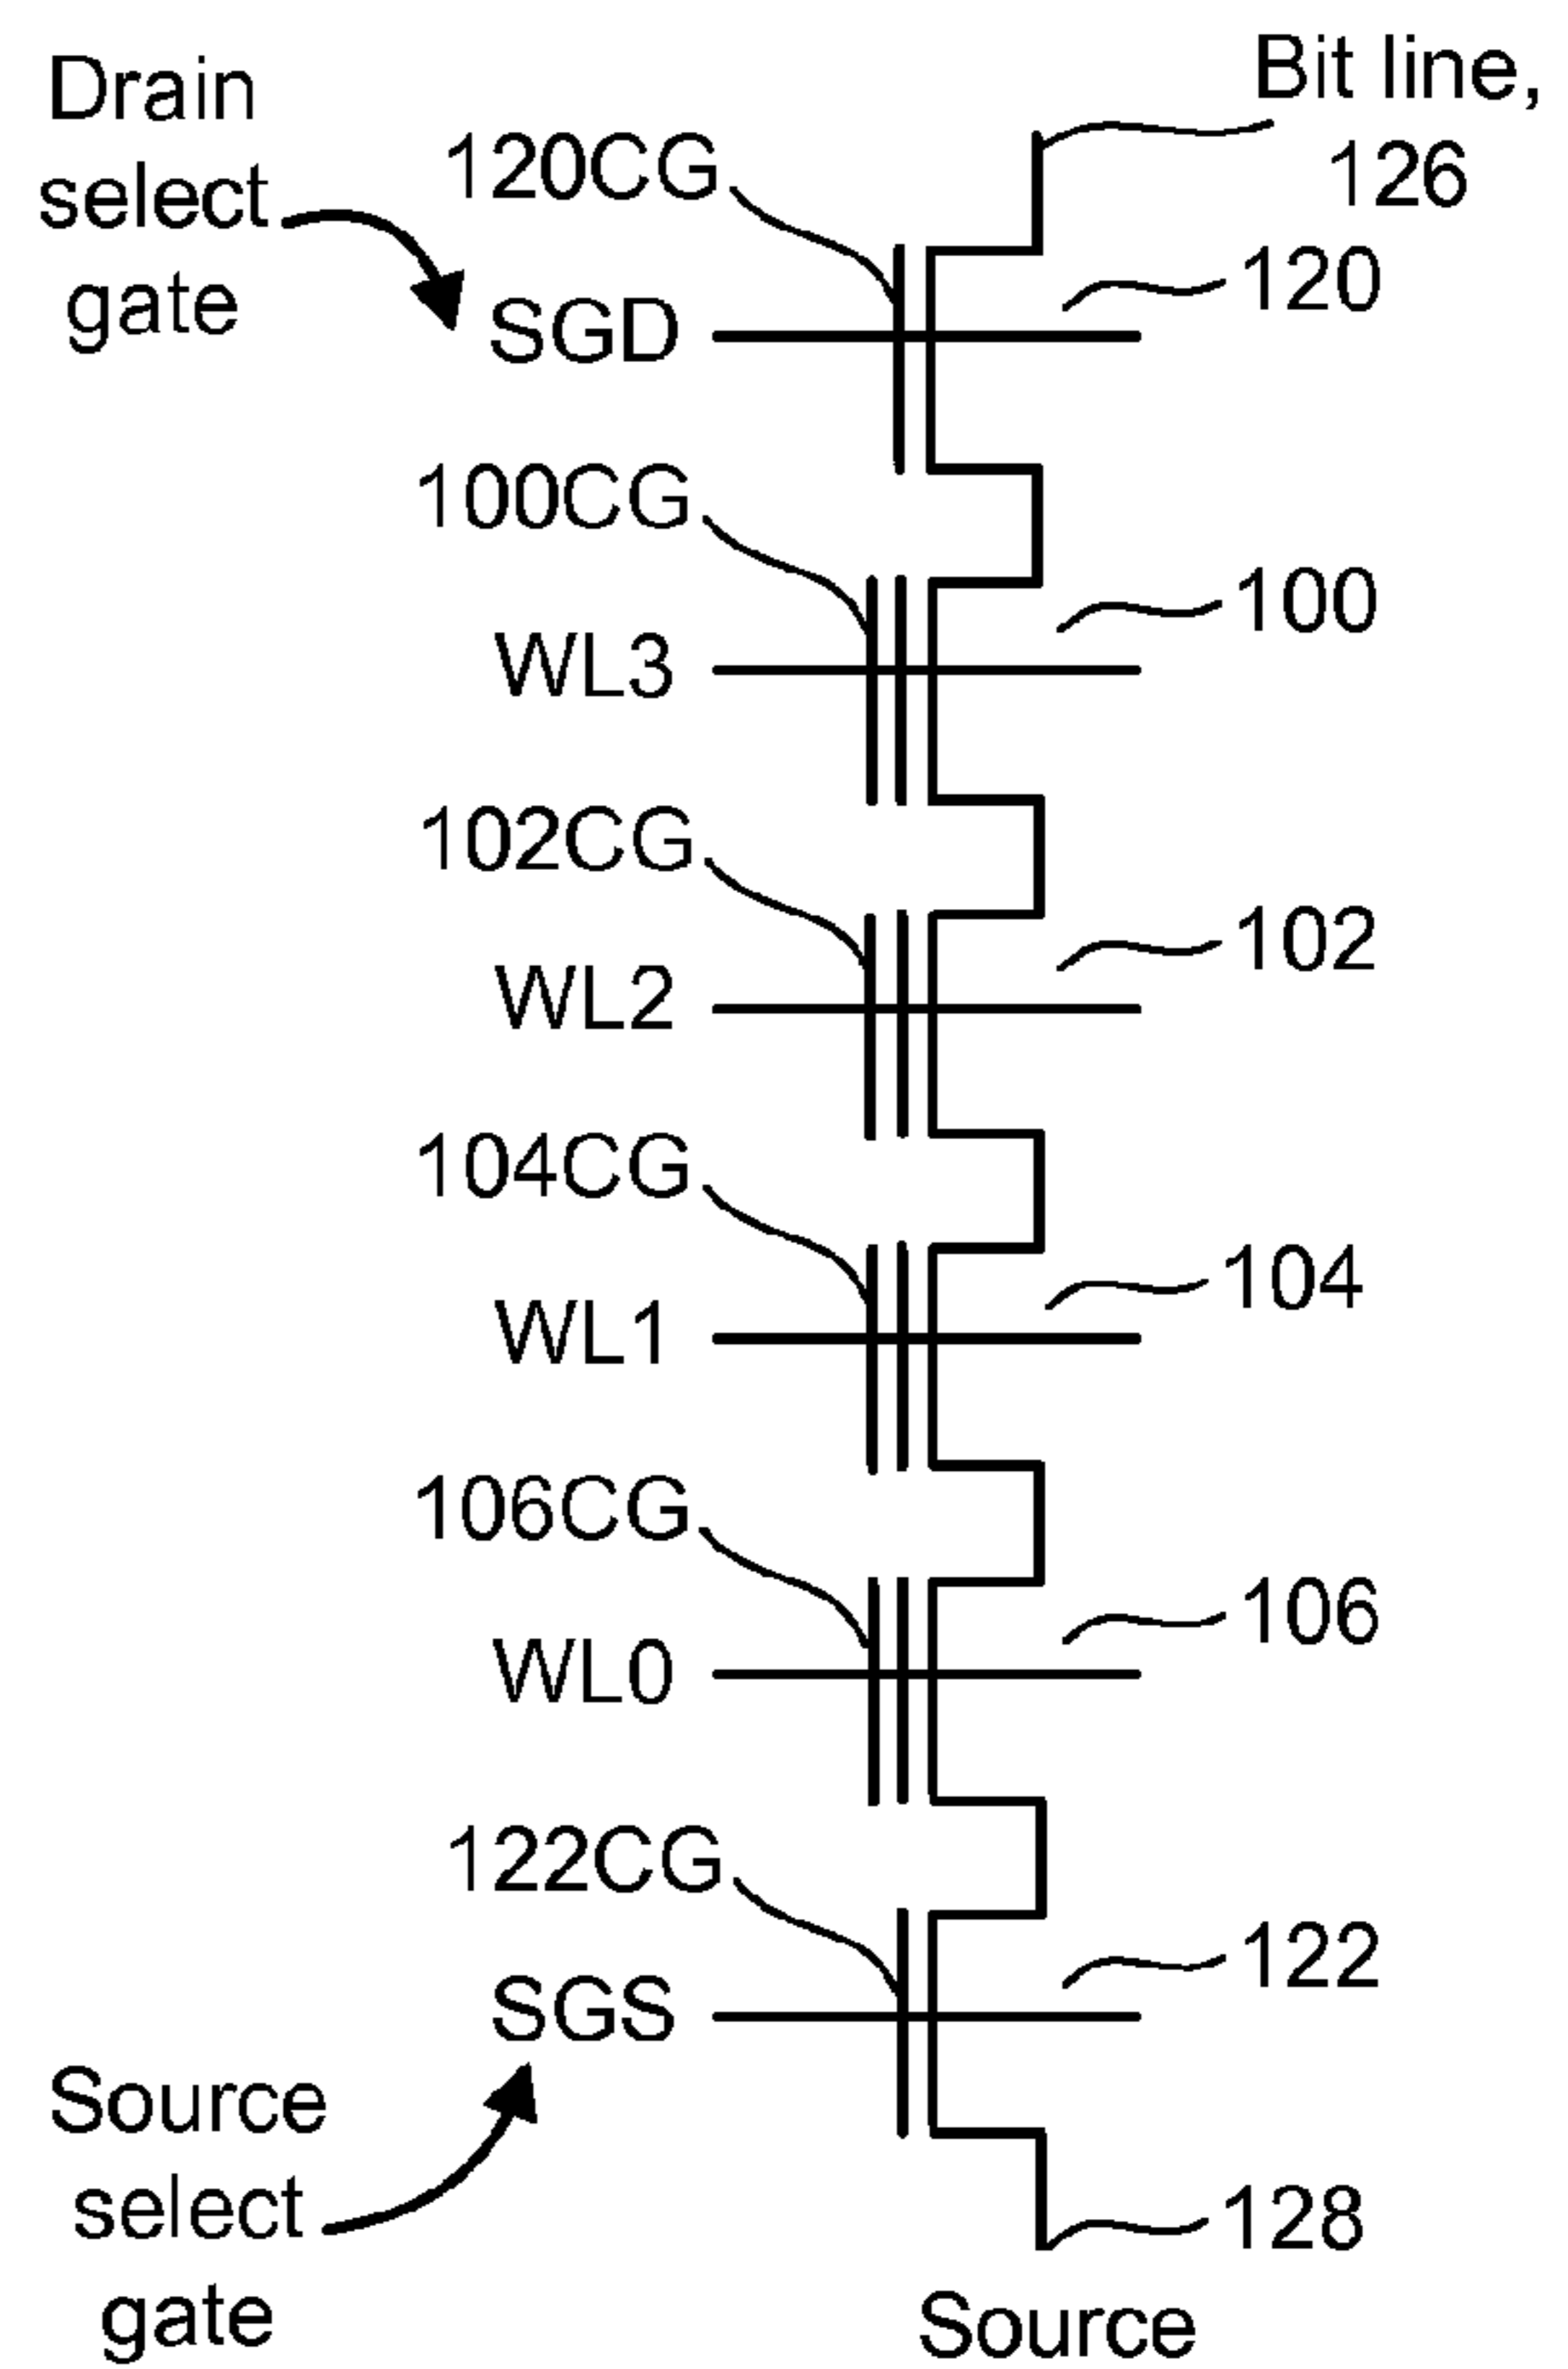 Drain
select
gate
Bit line,
126
120CG
120
SGD
100CG
100
WL3
102CG
102
WL2
104CG
104
WL1
106CG
106
WL0
122CG
122
SGS
Source
select
gate
128
Source